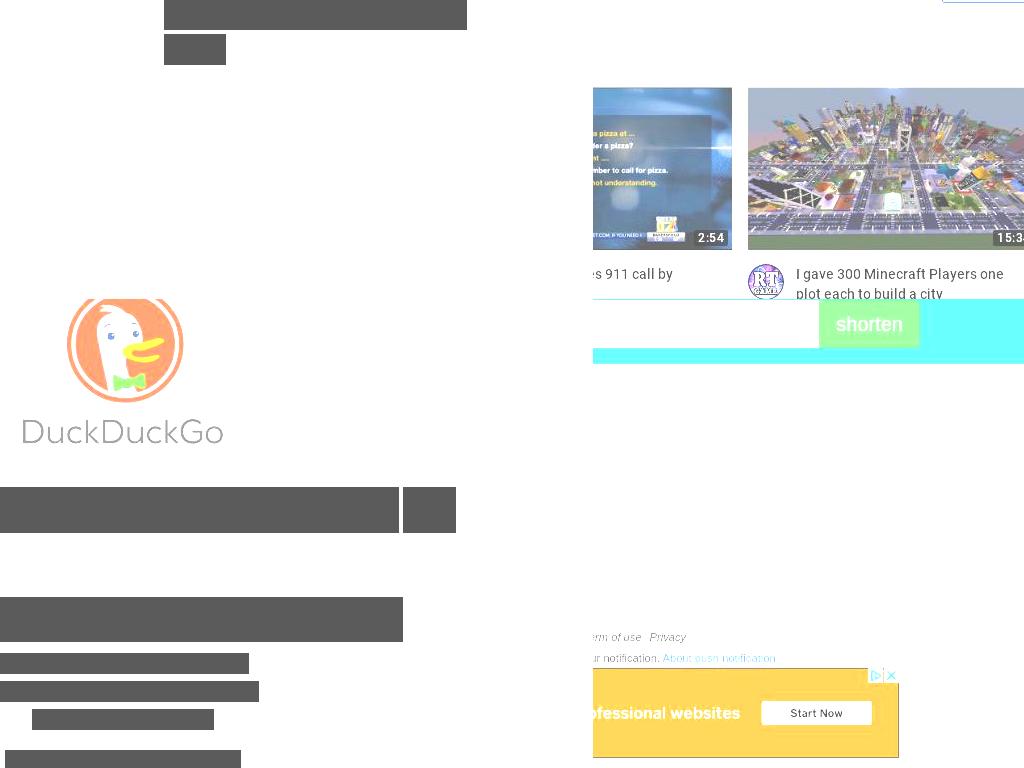 a pizza at ...
a pizza?
mber to call for pizza.
not understanding.
2:54
15:3
es 911 call by
I gave 300 Minecraft Players one
plot each to build a city
RT
GAME
shorten
DuckDuckGo
erm of use Privacy
ur notification. About push notification
ofessional websites
Start Now